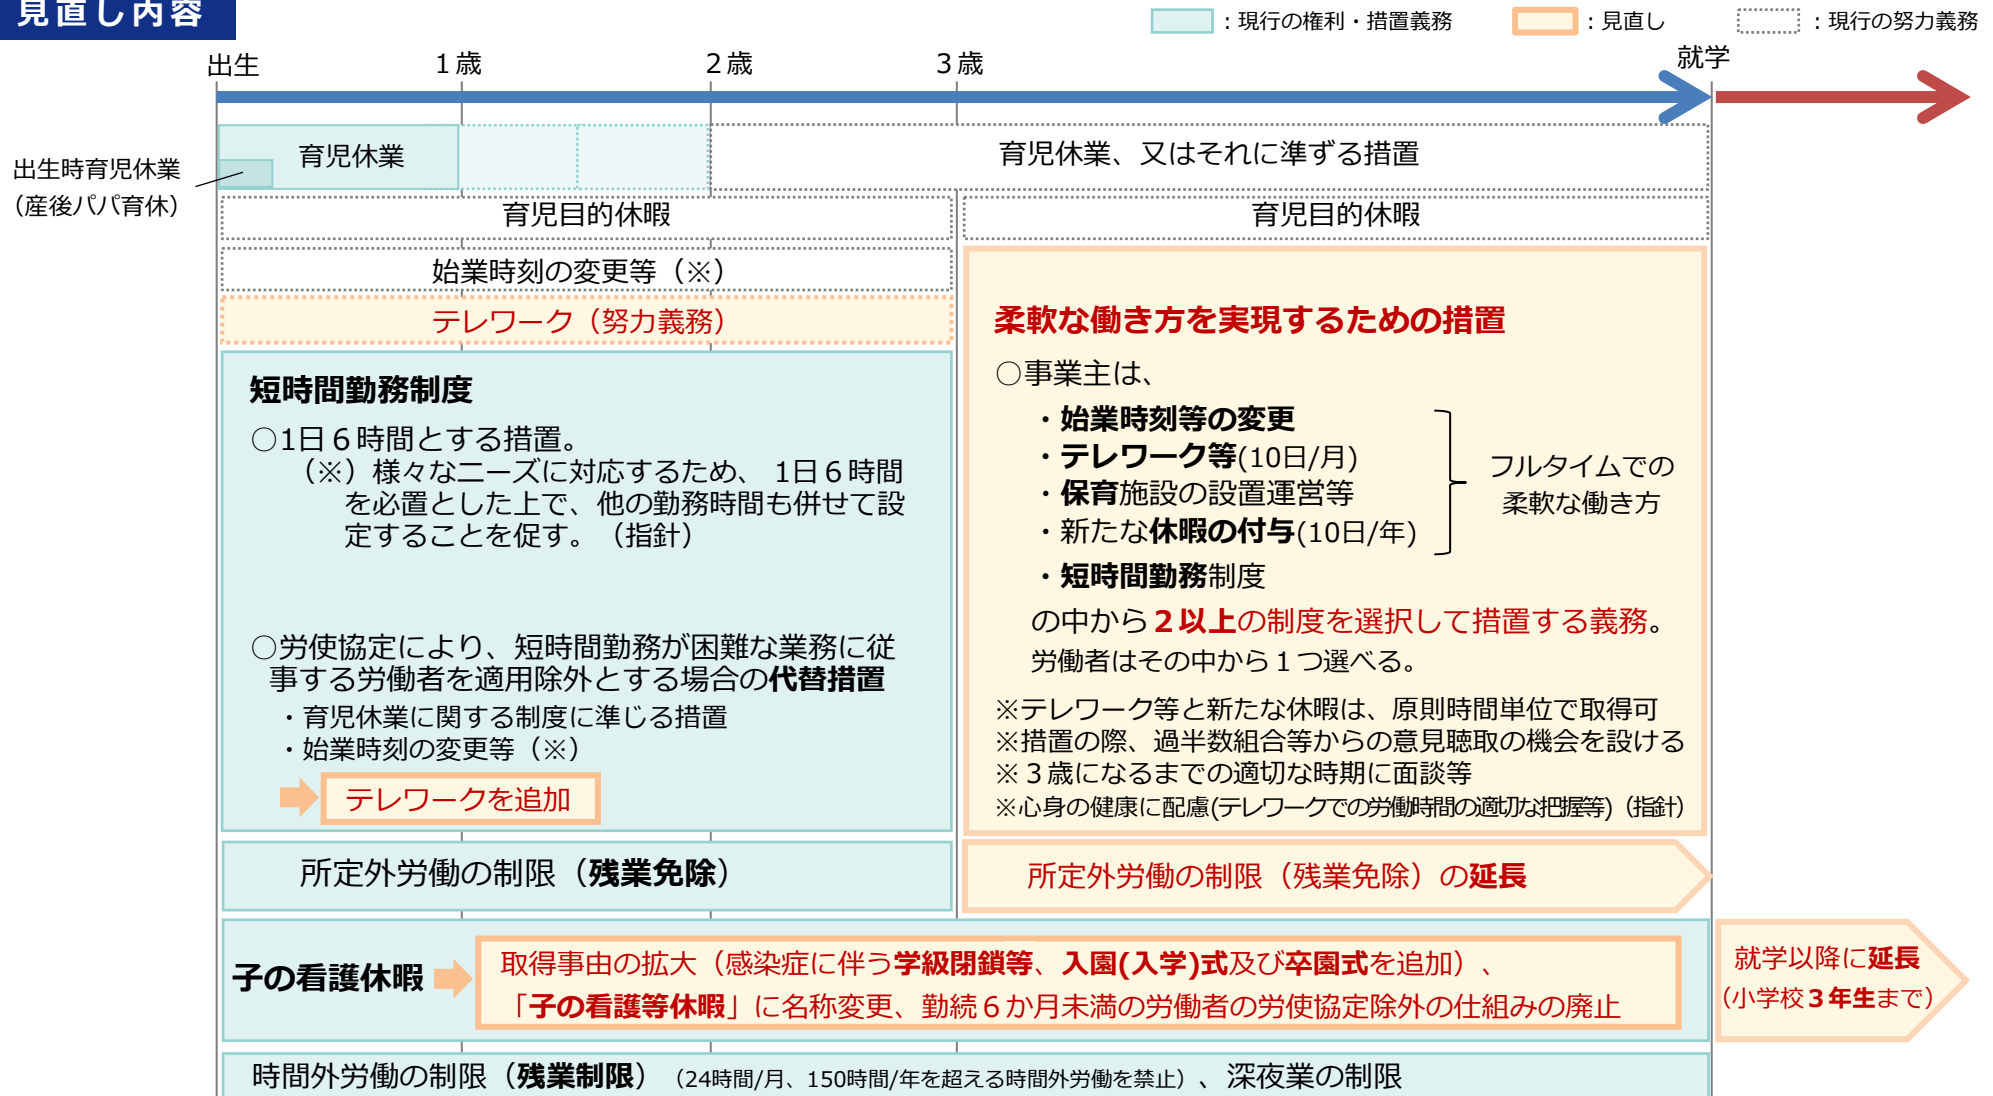 見直し内容
：現行の権利・措置義務
：見直し
：現行の努力義務
出生
１歳
２歳
３歳
就学
育児休業
育児休業、又はそれに準ずる措置
出生時育児休業
（産後パパ育休）
育児目的休暇
育児目的休暇
始業時刻の変更等（※）
テレワーク（努力義務）
短時間勤務制度
○1日６時間とする措置。
（※）様々なニーズに対応するため、 1日６時間
を必置とした上で、他の勤務時間も併せて設
定することを促す。（指針）
○労使協定により、短時間勤務が困難な業務に従
事する労働者を適用除外とする場合の代替措置
・育児休業に関する制度に準じる措置
・始業時刻の変更等（※）
テレワークを追加
柔軟な働き方を実現するための措置
○事業主は、
・始業時刻等の変更
・テレワーク等(10日/月)
・保育施設の設置運営等
・新たな休暇の付与(10日/年)
フルタイムでの
柔軟な働き方
・短時間勤務制度
の中から２以上の制度を選択して措置する義務。
労働者はその中から１つ選べる。
※テレワーク等と新たな休暇は、原則時間単位で取得可
※措置の際、過半数組合等からの意見聴取の機会を設ける
※３歳になるまでの適切な時期に面談等
※心身の健康に配慮(テレワークでの労働時間の適切な把握等)（指針）
所定外労働の制限（残業免除）
所定外労働の制限（残業免除）の延長
子の看護休暇
取得事由の拡大（感染症に伴う学級閉鎖等、入園(入学)式及び卒園式を追加）、
「子の看護等休暇」に名称変更、勤続６か月未満の労働者の労使協定除外の仕組みの廃止
就学以降に延長
（小学校３年生まで）
時間外労働の制限（残業制限）（24時間/月、150時間/年を超える時間外労働を禁止）、深夜業の制限